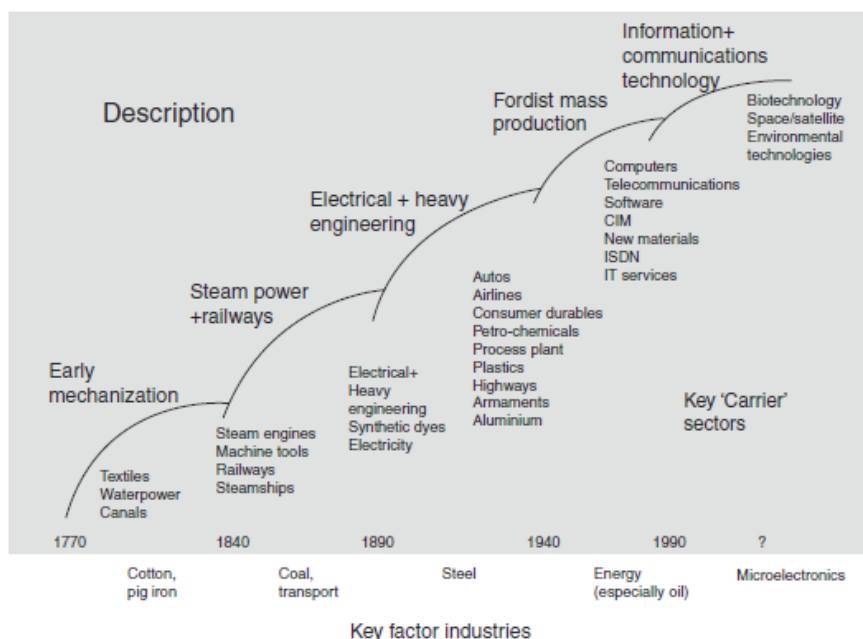 Information+
communications
technology
Description
Fordist mass
production
Biotechnology
Space/satellite
Environmental
technologies
Electrical + heavy
engineering
Computers
Telecommunications
Software
CIM
New materials
ISDN
IT services
Steam power
+railways
Autos
Airlines
Consumer durables
Petro-chemicals
Process plant
Plastics
Highways
Armaments
Aluminium
Early
mechanization
Electrical+
Heavy
engineering
Synthetic dyes
Electricity
Key ‘Carrier’
sectors
Steam engines
Machine tools
Railways
Steamships
Textiles
Waterpower
Canals
1770 1840 1890 1940 1990 ?
Cotton,
pig iron
Coal,
transport
Steel
Energy
(especially oil)
Microelectronics
Key factor industries